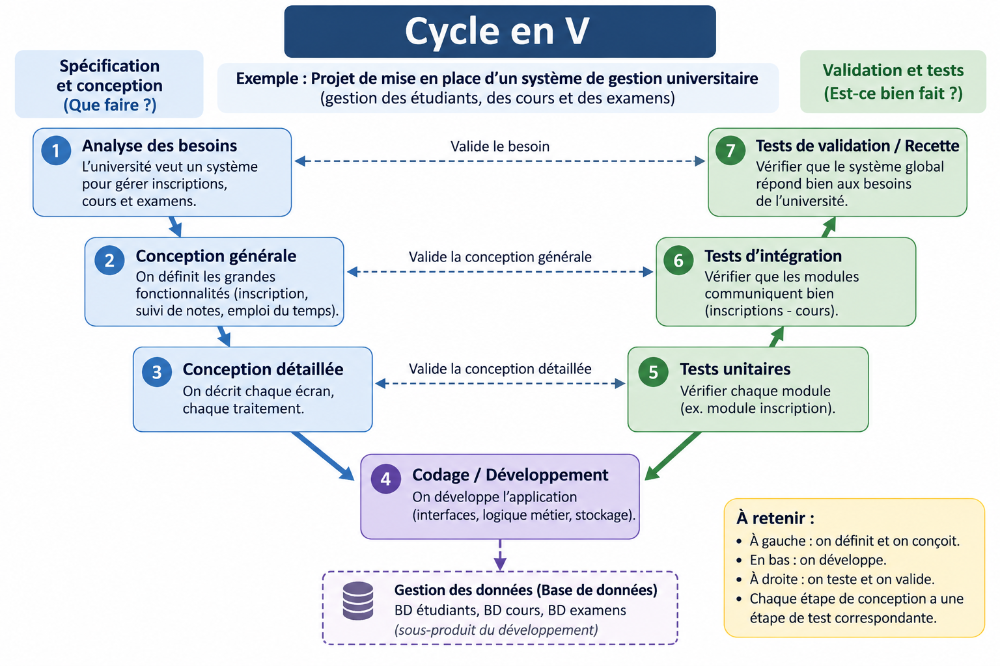 Cycle en V
Spécification
et conception
(Que faire ?)
Exemple : Projet de mise en place d’un système de gestion universitaire
(gestion des étudiants, des cours et des examens)
Validation et tests
(Est-ce bien fait ?)
1
Analyse des besoins
L’université veut un système
pour gérer inscriptions,
cours et examens.
Valide le besoin
7
Tests de validation / Recette
Vérifier que le système global
répond bien aux besoins
de l’université.
2
Conception générale
On définit les grandes
fonctionnalités (inscription,
suivi de notes, emploi du temps).
Valide la conception générale
6
Tests d’intégration
Vérifier que les modules
communiquent bien
(inscriptions - cours).
3
Conception détaillée
On décrit chaque écran,
chaque traitement.
Valide la conception détaillée
5
Tests unitaires
Vérifier chaque module
(ex. module inscription).
4
Codage / Développement
On développe l’application
(interfaces, logique métier, stockage).
Gestion des données (Base de données)
BD étudiants, BD cours, BD examens
(sous-produit du développement)
À retenir :
• À gauche : on définit et on conçoit.
• En bas : on développe.
• À droite : on teste et on valide.
• Chaque étape de conception a une
étape de test correspondante.